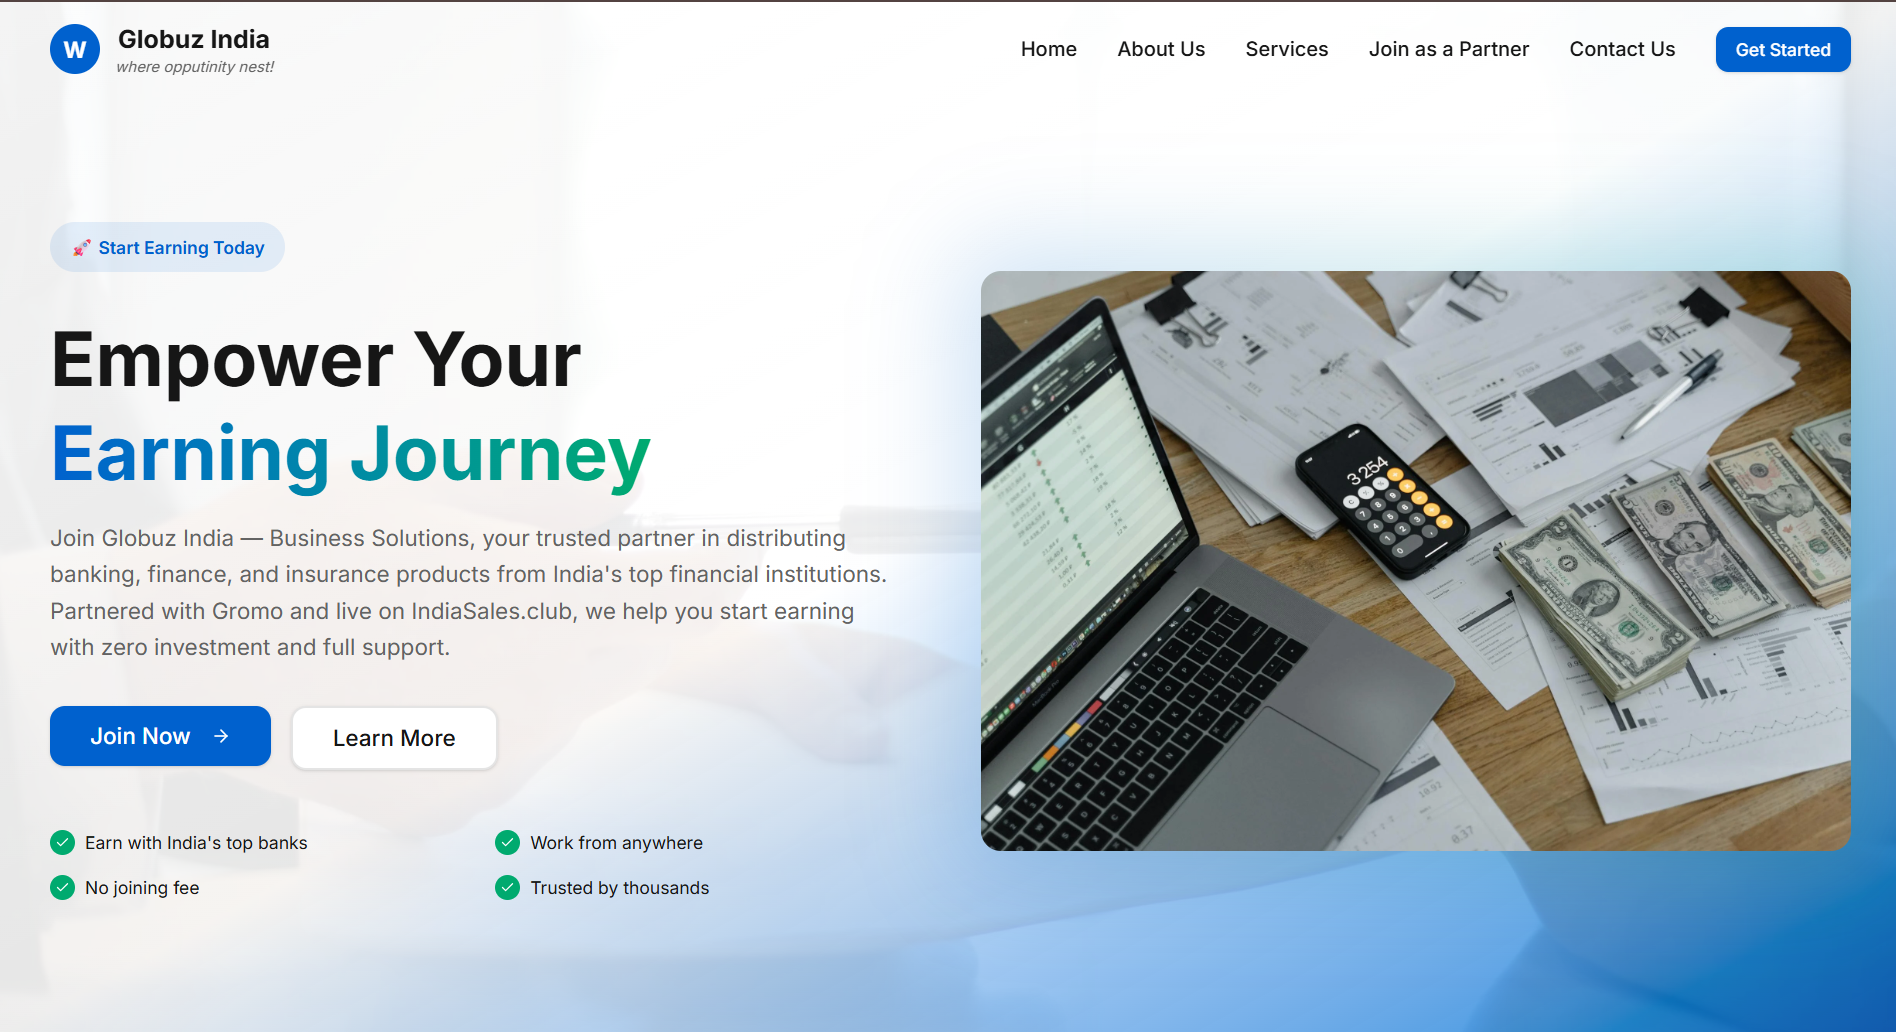 W
Globuz India
where opputinity nest!
Home
About Us
Services
Join as a Partner
Contact Us
Get Started
🚀 Start Earning Today
Empower Your
Earning Journey
Join Globuz India — Business Solutions, your trusted partner in distributing
banking, finance, and insurance products from India's top financial institutions.
Partnered with Gromo and live on IndiaSales.club, we help you start earning
with zero investment and full support.
Join Now →
Learn More
Earn with India's top banks
Work from anywhere
No joining fee
Trusted by thousands
3 254